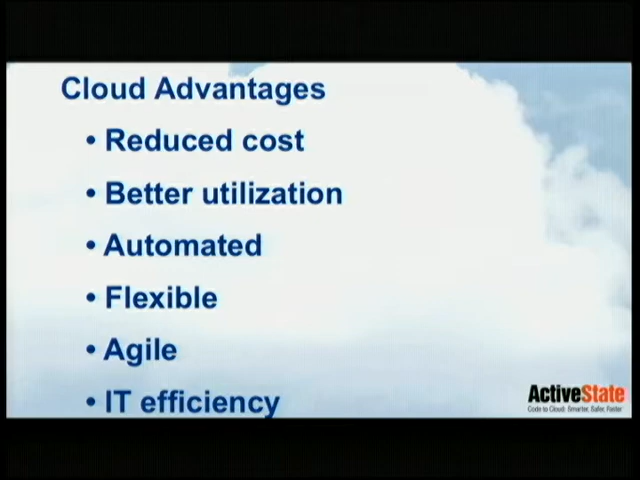 Cloud Advantages
• Reduced cost
• Better utilization
• Automated
• Flexible
• Agile
• IT efficiency
ActiveState
Code to Cloud: Smarter, Safer, Faster